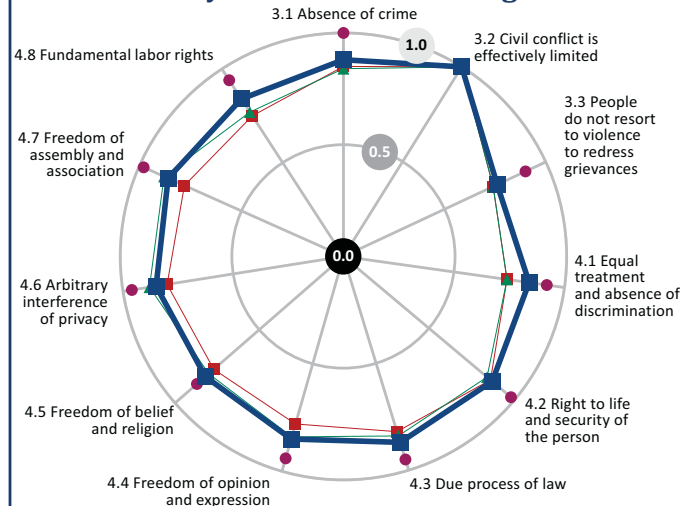 3.1 Absence of crime
3.2 Civil conflict is
effectively limited
3.3 People
do not resort
to violence
to redress
grievances
4.1 Equal
treatment
and absence of
discrimination
4.2 Right to life
and security of
the person
4.3 Due process of law
4.4 Freedom of opinion
and expression
4.5 Freedom of belief
and religion
4.6 Arbitrary
interference
of privacy
4.7 Freedom of
assembly and
association
4.8 Fundamental labor rights
1.0
0.5
0.0